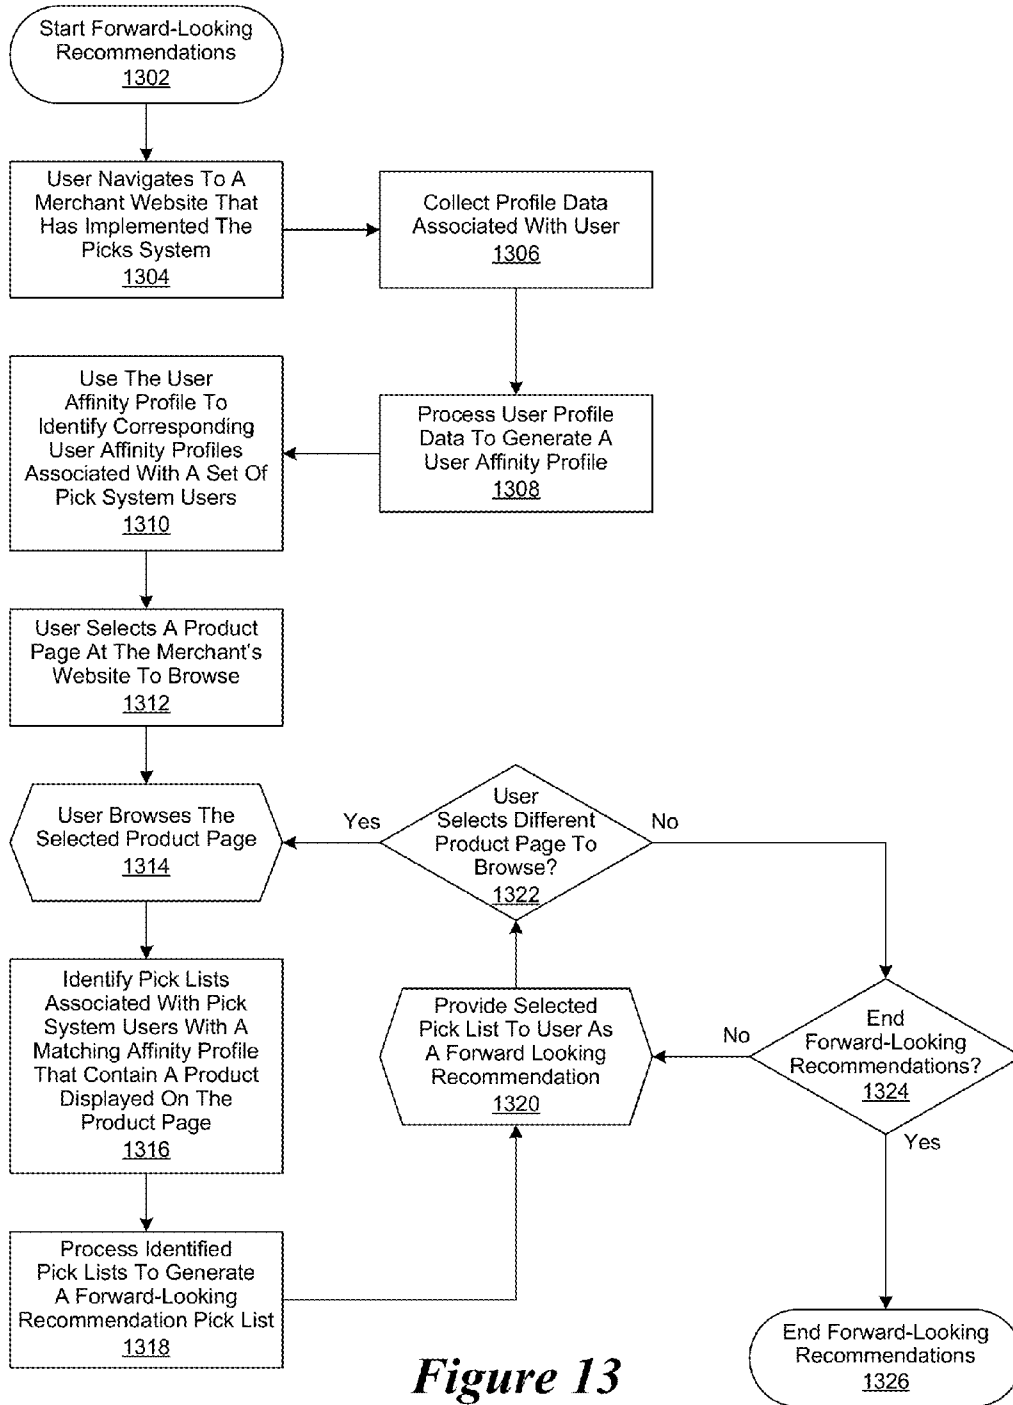 Start Forward-Looking
Recommendations
1302
User Navigates To A
Merchant Website That
Has Implemented The
Picks System
1304
Collect Profile Data
Associated With User
1306
Process User Profile
Data To Generate A
User Affinity Profile
1308
Use The User
Affinity Profile To
Identify Corresponding
User Affinity Profiles
Associated With A Set Of
Pick System Users
1310
User Selects A Product
Page At The Merchant's
Website To Browse
1312
User Browses The
Selected Product Page
1314
Yes
User
Selects Different
Product Page To
Browse?
1322
No
Identify Pick Lists
Associated With Pick
System Users With A
Matching Affinity Profile
That Contain A Product
Displayed On The
Product Page
1316
Provide Selected
Pick List To User As
A Forward Looking
Recommendation
1320
No
End
Forward-Looking
Recommendations?
1324
Yes
Process Identified
Pick Lists To Generate
A Forward-Looking
Recommendation Pick List
1318
End Forward-Looking
Recommendations
1326
Figure 13